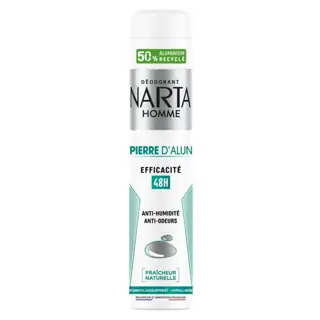 50% ALUMINIUM
RECYCLÉ
DÉODORANT
NARTA
HOMME
PIERRE D'ALUN
EFFICACITÉ
48H
ANTI-HUMIDITÉ
ANTI-ODEURS
FRAÎCHEUR
NATURELLE